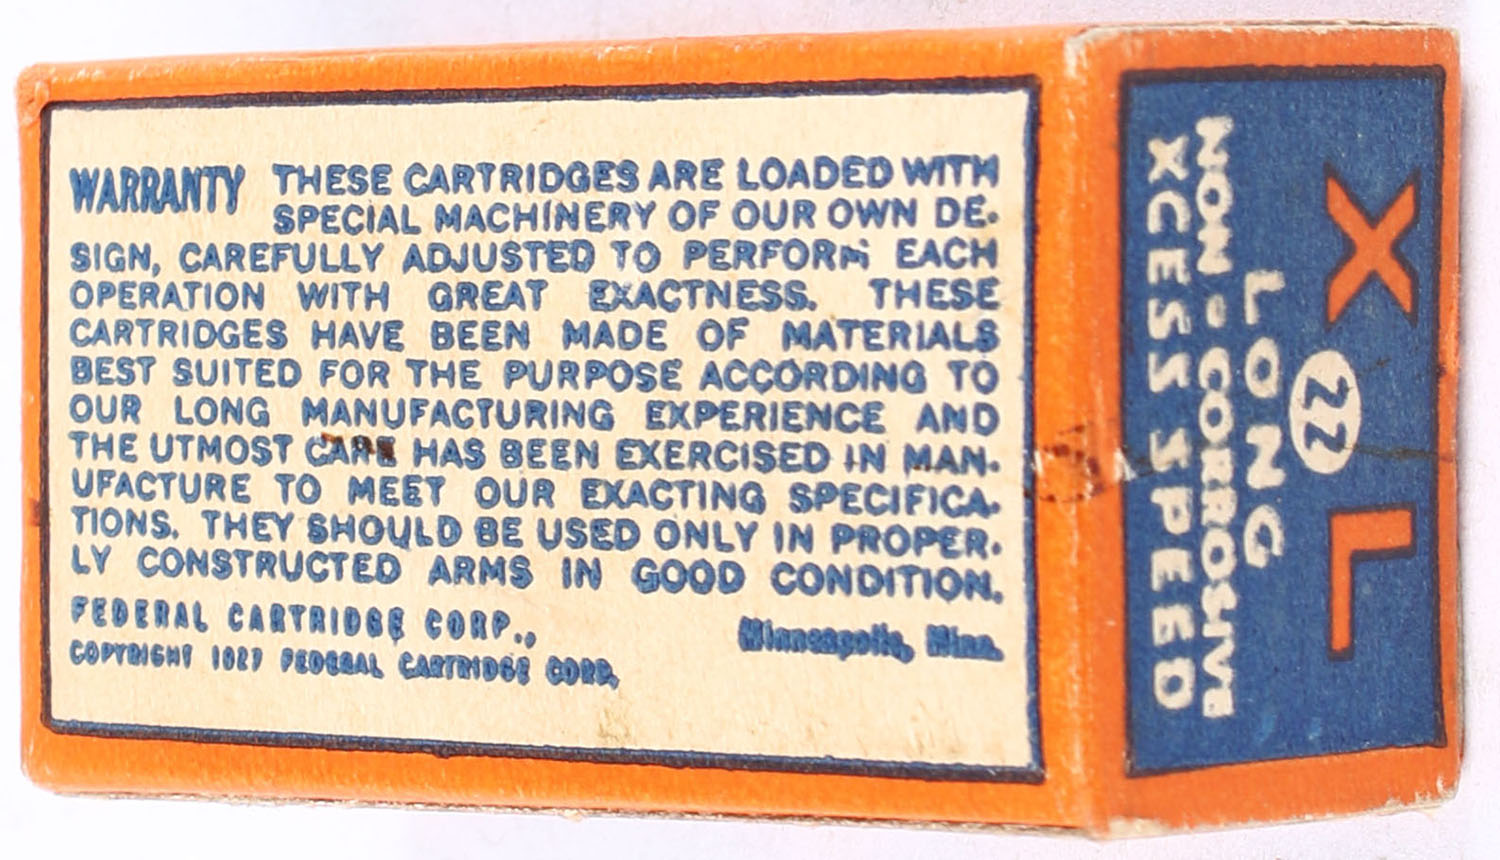 WARRANTY THESE CARTRIDGES ARE LOADED WITH
SPECIAL MACHINERY OF OUR OWN DE-
SIGN, CAREFULLY ADJUSTED TO PERFORM EACH
OPERATION WITH GREAT EXACTNESS. THESE
CARTRIDGES HAVE BEEN MADE OF MATERIALS
BEST SUITED FOR THE PURPOSE ACCORDING TO
OUR LONG MANUFACTURING EXPERIENCE AND
THE UTMOST CARE HAS BEEN EXERCISED IN MAN-
UFACTURE TO MEET OUR EXACTING SPECIFICA-
TIONS. THEY SHOULD BE USED ONLY IN PROPER-
LY CONSTRUCTED ARMS IN GOOD CONDITION.
FEDERAL CARTRIDGE CORP.,
Minneapolis, Minn.
COPYRIGHT 1927 FEDERAL CARTRIDGE CORP.
X 22 L
LONG
NON-CORROSIVE
XCESS SPEED